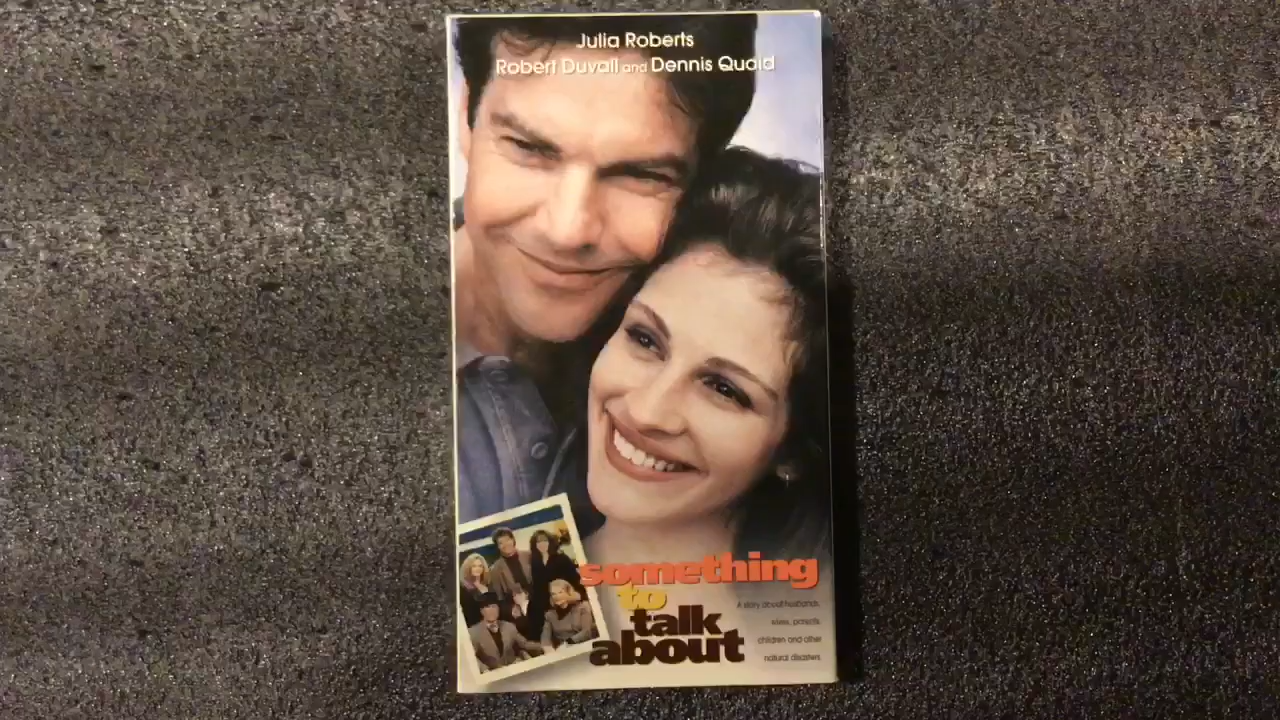 Julia Roberts
Robert Duvall and Dennis Quaid
something
to
talk
about
A story about husbands,
wives, parents,
children and other
natural disasters.